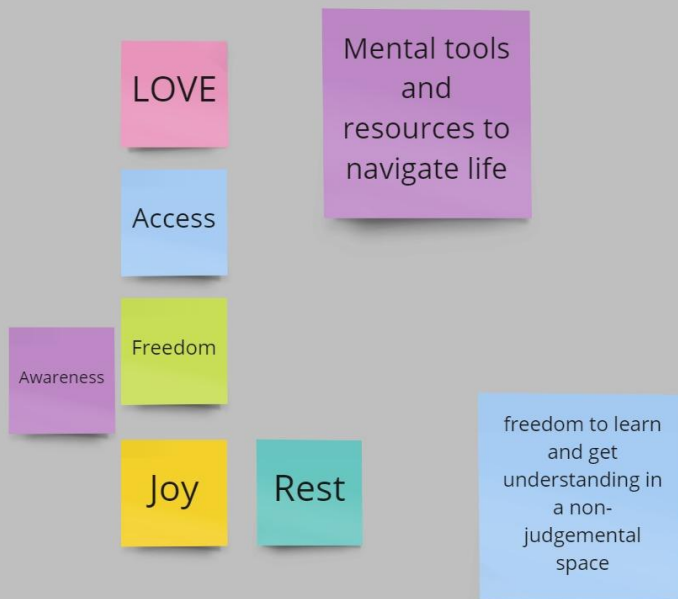 LOVE
Mental tools
and
resources to
navigate life
Access
Freedom
Awareness
Joy
Rest
freedom to learn
and get
understanding in
a non-
judgemental
space